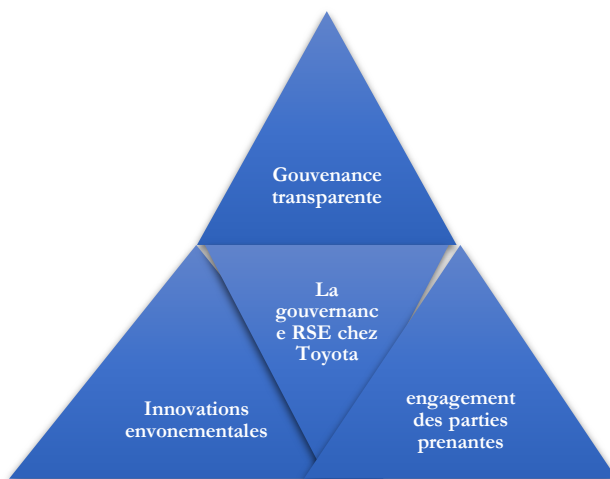 Gouvenance
transparente
La
gouvernanc
e RSE chez
Toyota
Innovations
envonementales
engagement
des parties
prenantes